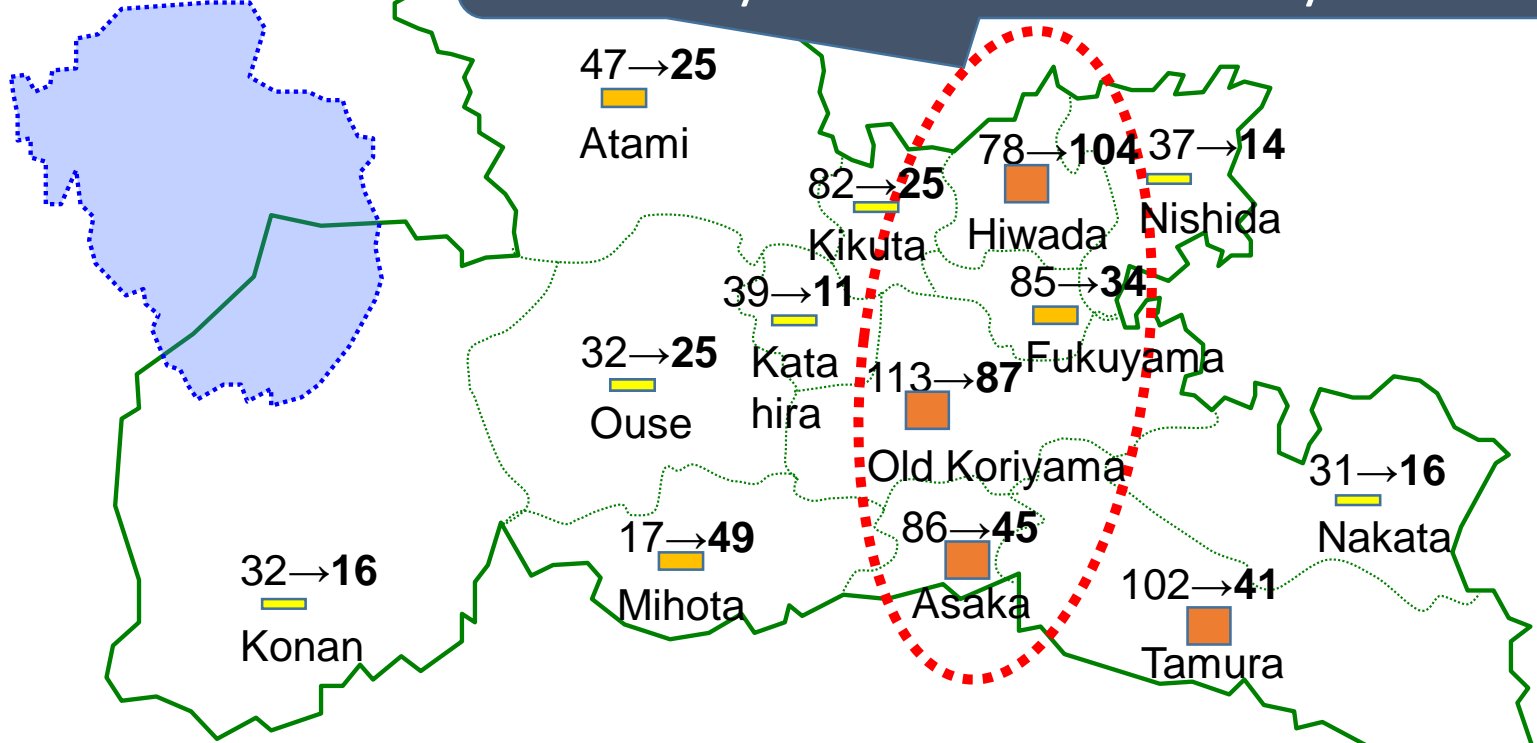 47→25
Atami
78→104
37→14
82→25
Nishida
Hiwada
Kikuta
85→34
39→11
Fukuyama
32→25
Kata
hira
113→87
Ouse
Old Koriyama
31→16
86→45
17→49
Nakata
32→16
102→41
Mihota
Asaka
Konan
Tamura